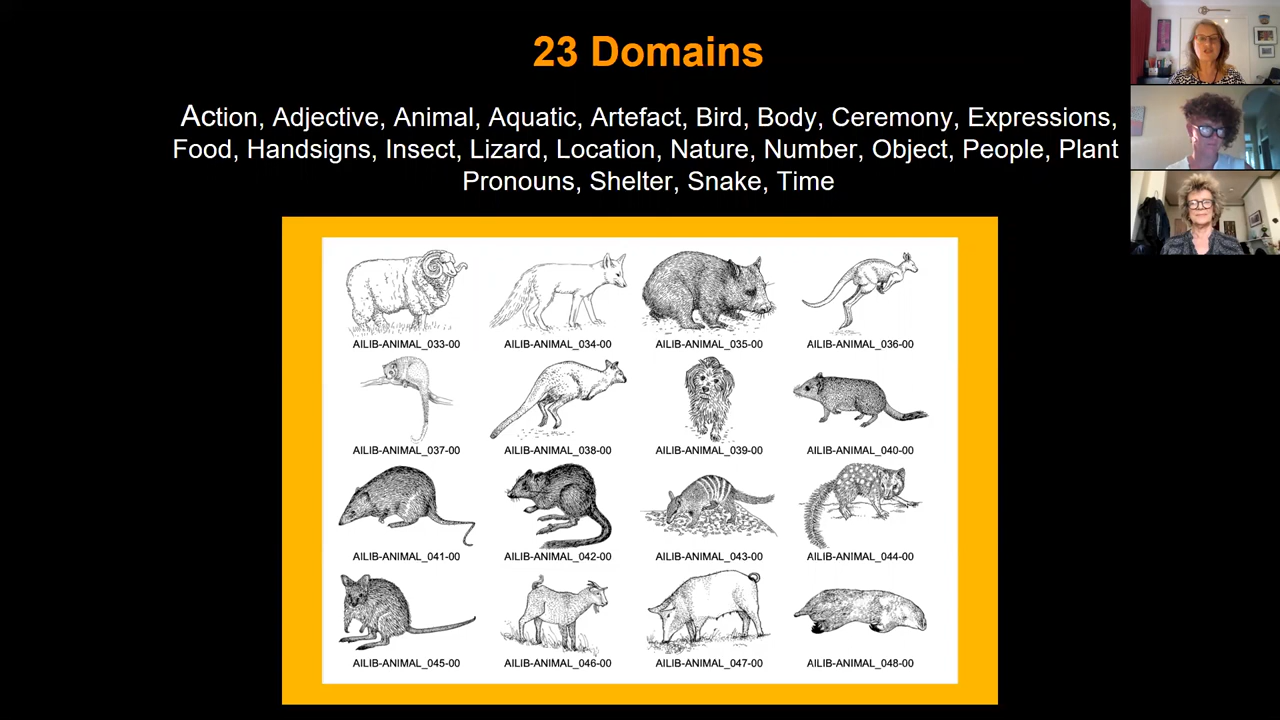 23 Domains
Action, Adjective, Animal, Aquatic, Artefact, Bird, Body, Ceremony, Expressions,
Food, Handsigns, Insect, Lizard, Location, Nature, Number, Object, People, Plant
Pronouns, Shelter, Snake, Time
AILIB-ANIMAL_033-00 AILIB-ANIMAL_034-00 AILIB-ANIMAL_035-00 AILIB-ANIMAL_036-00
AILIB-ANIMAL_037-00 AILIB-ANIMAL_038-00 AILIB-ANIMAL_039-00 AILIB-ANIMAL_040-00
AILIB-ANIMAL_041-00 AILIB-ANIMAL_042-00 AILIB-ANIMAL_043-00 AILIB-ANIMAL_044-00
AILIB-ANIMAL_045-00 AILIB-ANIMAL_046-00 AILIB-ANIMAL_047-00 AILIB-ANIMAL_048-00